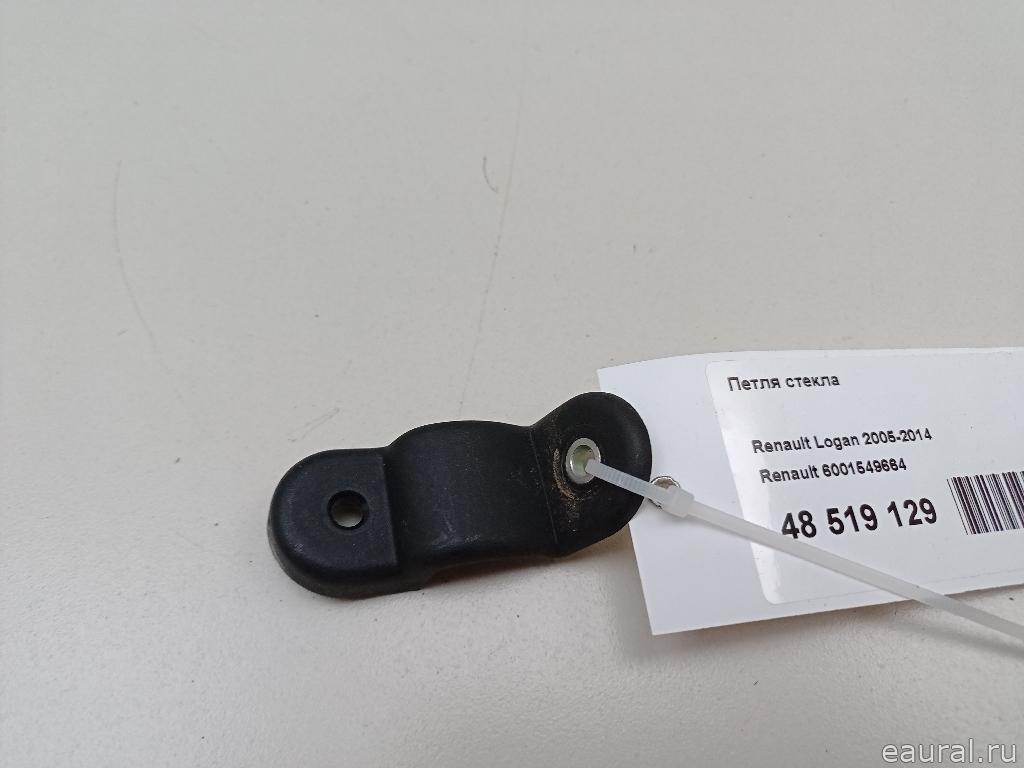 Петля стекла
Renault Logan 2005-2014
Renault 6001549664
48 519 129
eaural.ru